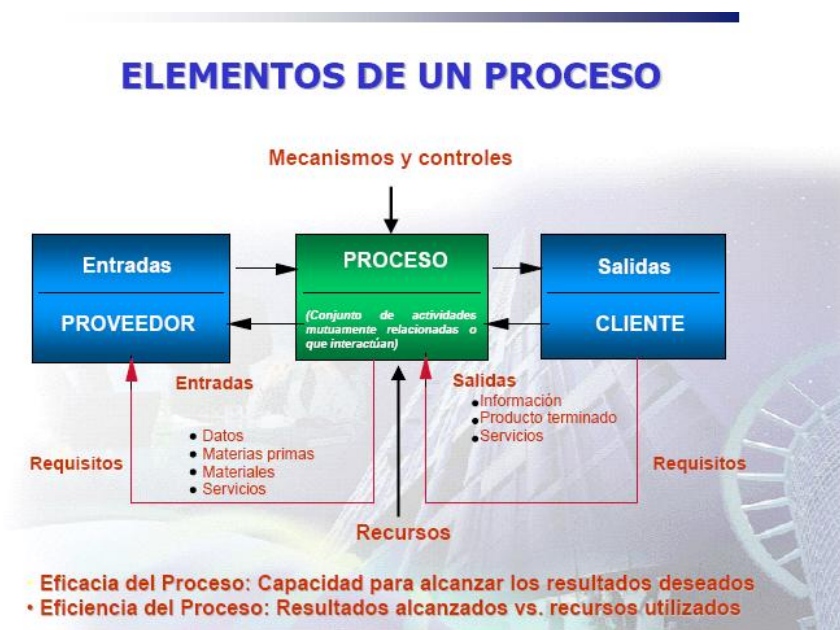 ELEMENTOS DE UN PROCESO
Mecanismos y controles
Entradas
PROVEEDOR
PROCESO
(Conjunto de actividades
mutuamente relacionadas o
que interactúan)
Salidas
CLIENTE
Entradas
• Datos
• Materias primas
• Materiales
• Servicios
Requisitos
Salidas
• Información
• Producto terminado
• Servicios
Requisitos
Recursos
• Eficacia del Proceso: Capacidad para alcanzar los resultados deseados
• Eficiencia del Proceso: Resultados alcanzados vs. recursos utilizados